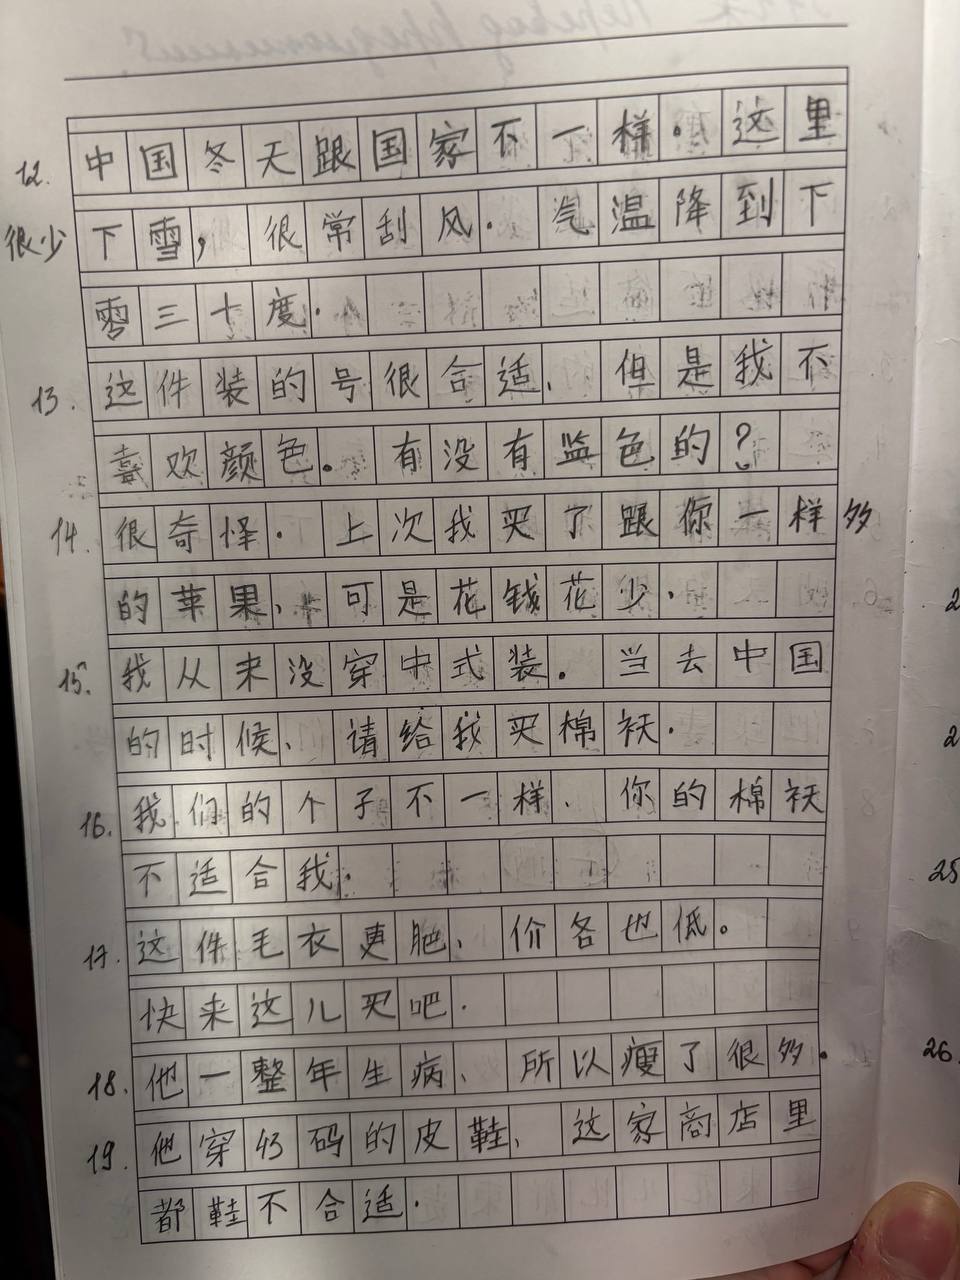 12. 中国冬天跟国家不一样. 这里
很少下雪, 很常刮风. 汽温降到下
零三十度.
13. 这件装的号很合适、但是我不
喜欢颜色。有没有监色的?
14. 很奇怪. 上次我买了跟你一样多
的苹果、可是花钱花少.
15. 我从来没穿中式装. 当去中国
的时候、请给我买棉袄.
16. 我们的个子不一样、你的棉袄
不适合我.
17. 这件毛衣更肥、价各也低。
快来这儿买吧.
18. 他一整年生病、所以瘦了很多.
19. 他穿43码的皮鞋、这家商店里
都鞋不合适.
2
2
25
26